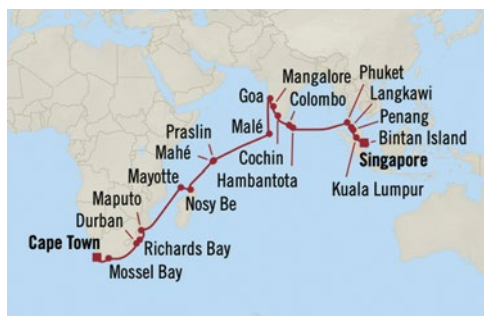 Mangalore
Phuket
Goa
Colombo
Langkawi
Penang
Praslin
Malé
Bintan Island
Mahé
Cochin
Singapore
Mayotte
Hambantota
Kuala Lumpur
Maputo
Nosy Be
Durban
Cape Town
Richards Bay
Mossel Bay